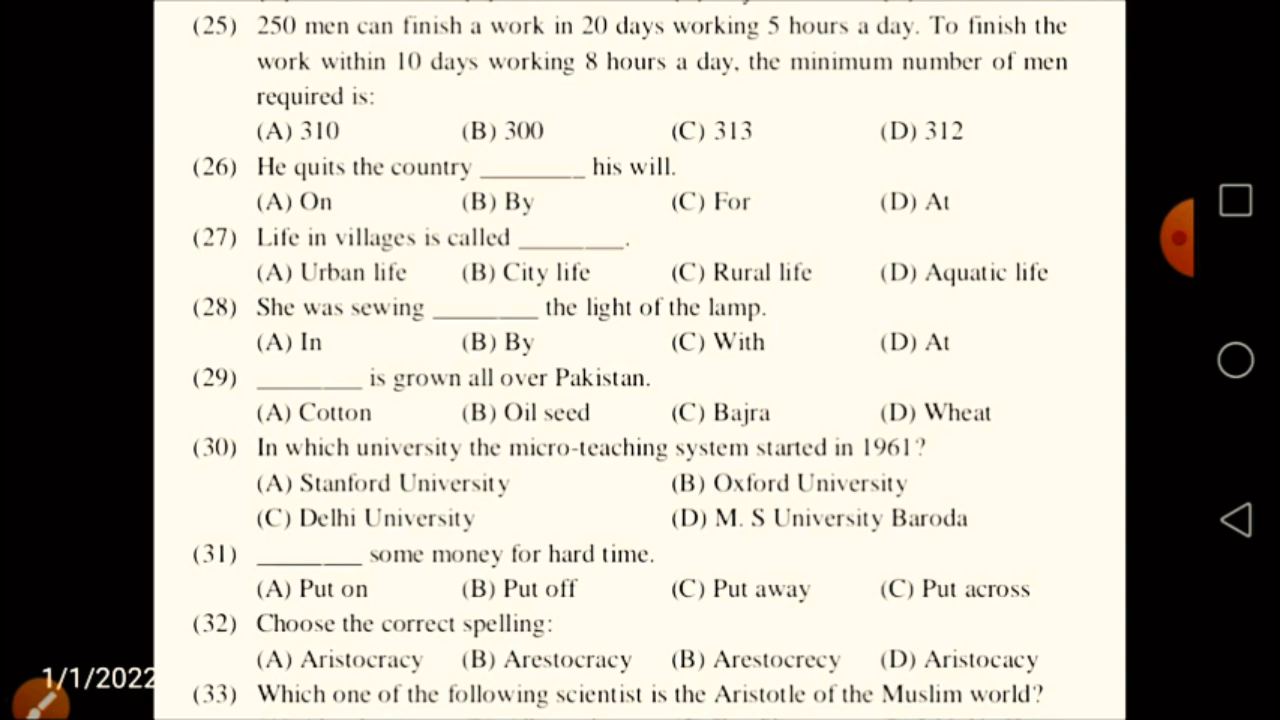 (25) 250 men can finish a work in 20 days working 5 hours a day. To finish the
work within 10 days working 8 hours a day, the minimum number of men
required is:
(A) 310 (B) 300 (C) 313 (D) 312
(26) He quits the country ________ his will.
(A) On (B) By (C) For (D) At
(27) Life in villages is called ________.
(A) Urban life (B) City life (C) Rural life (D) Aquatic life
(28) She was sewing ________ the light of the lamp.
(A) In (B) By (C) With (D) At
(29) ________ is grown all over Pakistan.
(A) Cotton (B) Oil seed (C) Bajra (D) Wheat
(30) In which university the micro-teaching system started in 1961?
(A) Stanford University (B) Oxford University
(C) Delhi University (D) M. S University Baroda
(31) ________ some money for hard time.
(A) Put on (B) Put off (C) Put away (C) Put across
(32) Choose the correct spelling:
(A) Aristocracy (B) Arestocracy (B) Arestocrecy (D) Aristocacy
1/1/2022
(33) Which one of the following scientist is the Aristotle of the Muslim world?